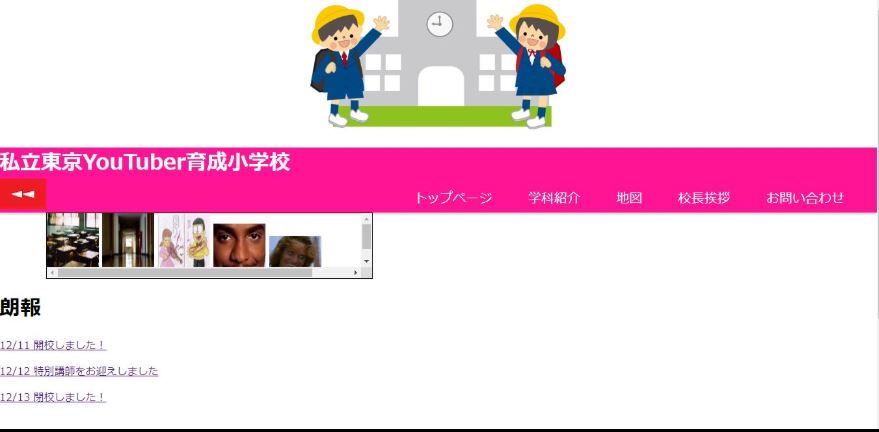 私立東京YouTuber育成小学校
トップページ 学科紹介 地図 校長挨拶 お問い合わせ
朗報
12/11 開校しました！
12/12 特別講師をお迎えしました
12/13 閉校しました！